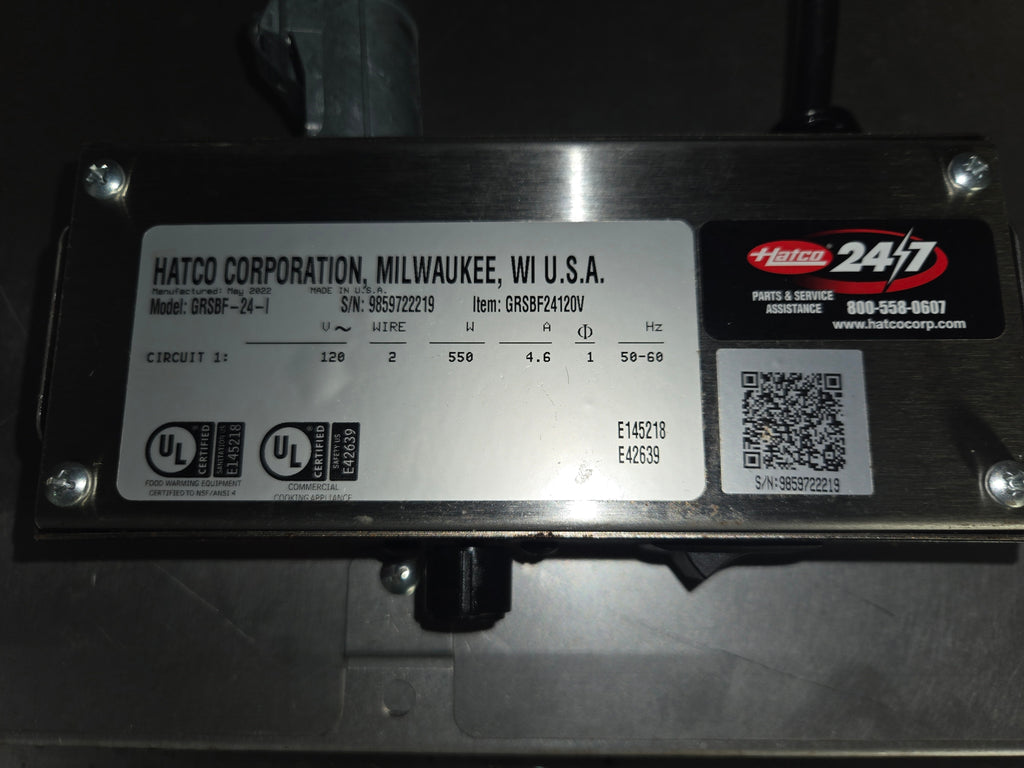 HATCO CORPORATION, MILWAUKEE, WI U.S.A.
Manufactured: May 2022 MADE IN U.S.A.
Model: GRSBF-24-I S/N: 9859722219 Item: GRSBF24120V
V~ WIRE W A Φ Hz
CIRCUIT 1: 120 2 550 4.6 1 50-60
E145218
E42639
UL CERTIFIED SANITATION US E145218
FOOD WARMING EQUIPMENT
CERTIFIED TO NSF/ANSI 4
UL CERTIFIED SAFETY US E42639
COMMERCIAL
COOKING APPLIANCE
Hatco® 24/7
PARTS & SERVICE
ASSISTANCE 800-558-0607
www.hatcocorp.com
S/N:9859722219